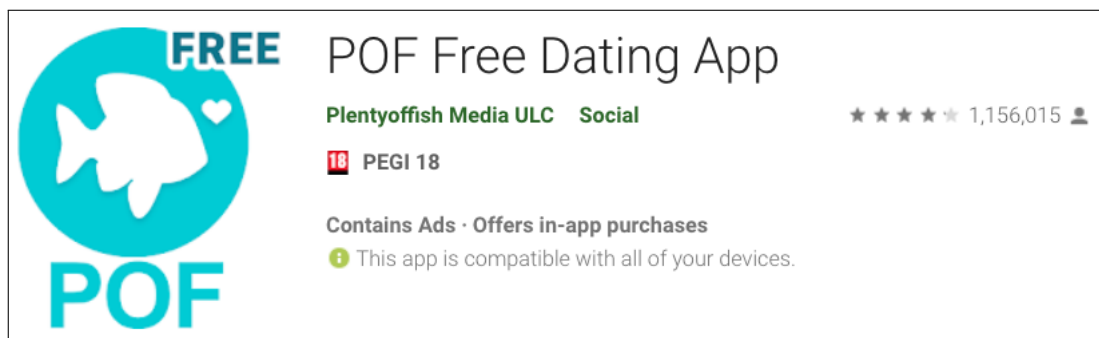 FREE
POF
POF Free Dating App
Plentyoffish Media ULC Social
1,156,015
18 PEGI 18
Contains Ads · Offers in-app purchases
This app is compatible with all of your devices.